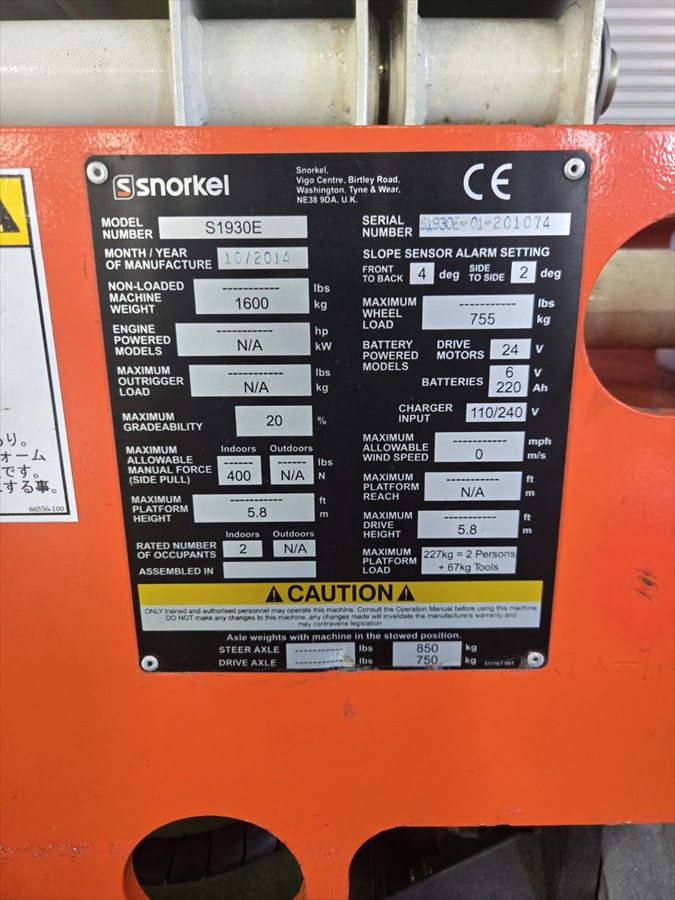 snorkel
Snorkel,
Vigo Centre, Birtley Road,
Washington, Tyne & Wear,
NE38 9DA, U.K.
CE
MODEL NUMBER S1930E
SERIAL NUMBER S1930E-01-201074
MONTH / YEAR OF MANUFACTURE 10/2014
SLOPE SENSOR ALARM SETTING
FRONT TO BACK 4 deg SIDE TO SIDE 2 deg
NON-LOADED MACHINE WEIGHT ----------- lbs
1600 kg
MAXIMUM WHEEL LOAD ----------- lbs
755 kg
ENGINE POWERED MODELS ----------- hp
N/A kW
BATTERY POWERED MODELS DRIVE MOTORS 24 V
BATTERIES 6 V
220 Ah
MAXIMUM OUTRIGGER LOAD ----------- lbs
N/A kg
CHARGER INPUT 110/240 V
MAXIMUM GRADEABILITY 20 %
MAXIMUM ALLOWABLE WIND SPEED ----------- mph
0 m/s
Indoors Outdoors
MAXIMUM ALLOWABLE MANUAL FORCE (SIDE PULL) ------ ------ lbs
400 N/A N
MAXIMUM PLATFORM REACH ----------- ft
N/A m
MAXIMUM PLATFORM HEIGHT ----------- ft
5.8 m
MAXIMUM DRIVE HEIGHT ----------- ft
5.8 m
Indoors Outdoors
RATED NUMBER OF OCCUPANTS 2 N/A
MAXIMUM PLATFORM LOAD 227kg = 2 Persons
+ 67kg Tools
ASSEMBLED IN
CAUTION
ONLY trained and authorised personnel may operate this machine. Consult the Operation Manual before using this machine
DO NOT make any changes to this machine, any changes made will invalidate the manufacturers warranty and
may contravene legislation
Axle weights with machine in the stowed position.
STEER AXLE ----------- lbs 850 kg
DRIVE AXLE ----------- lbs 750 kg
511161-001
り。
ォーム
です。
する事。
66556-100